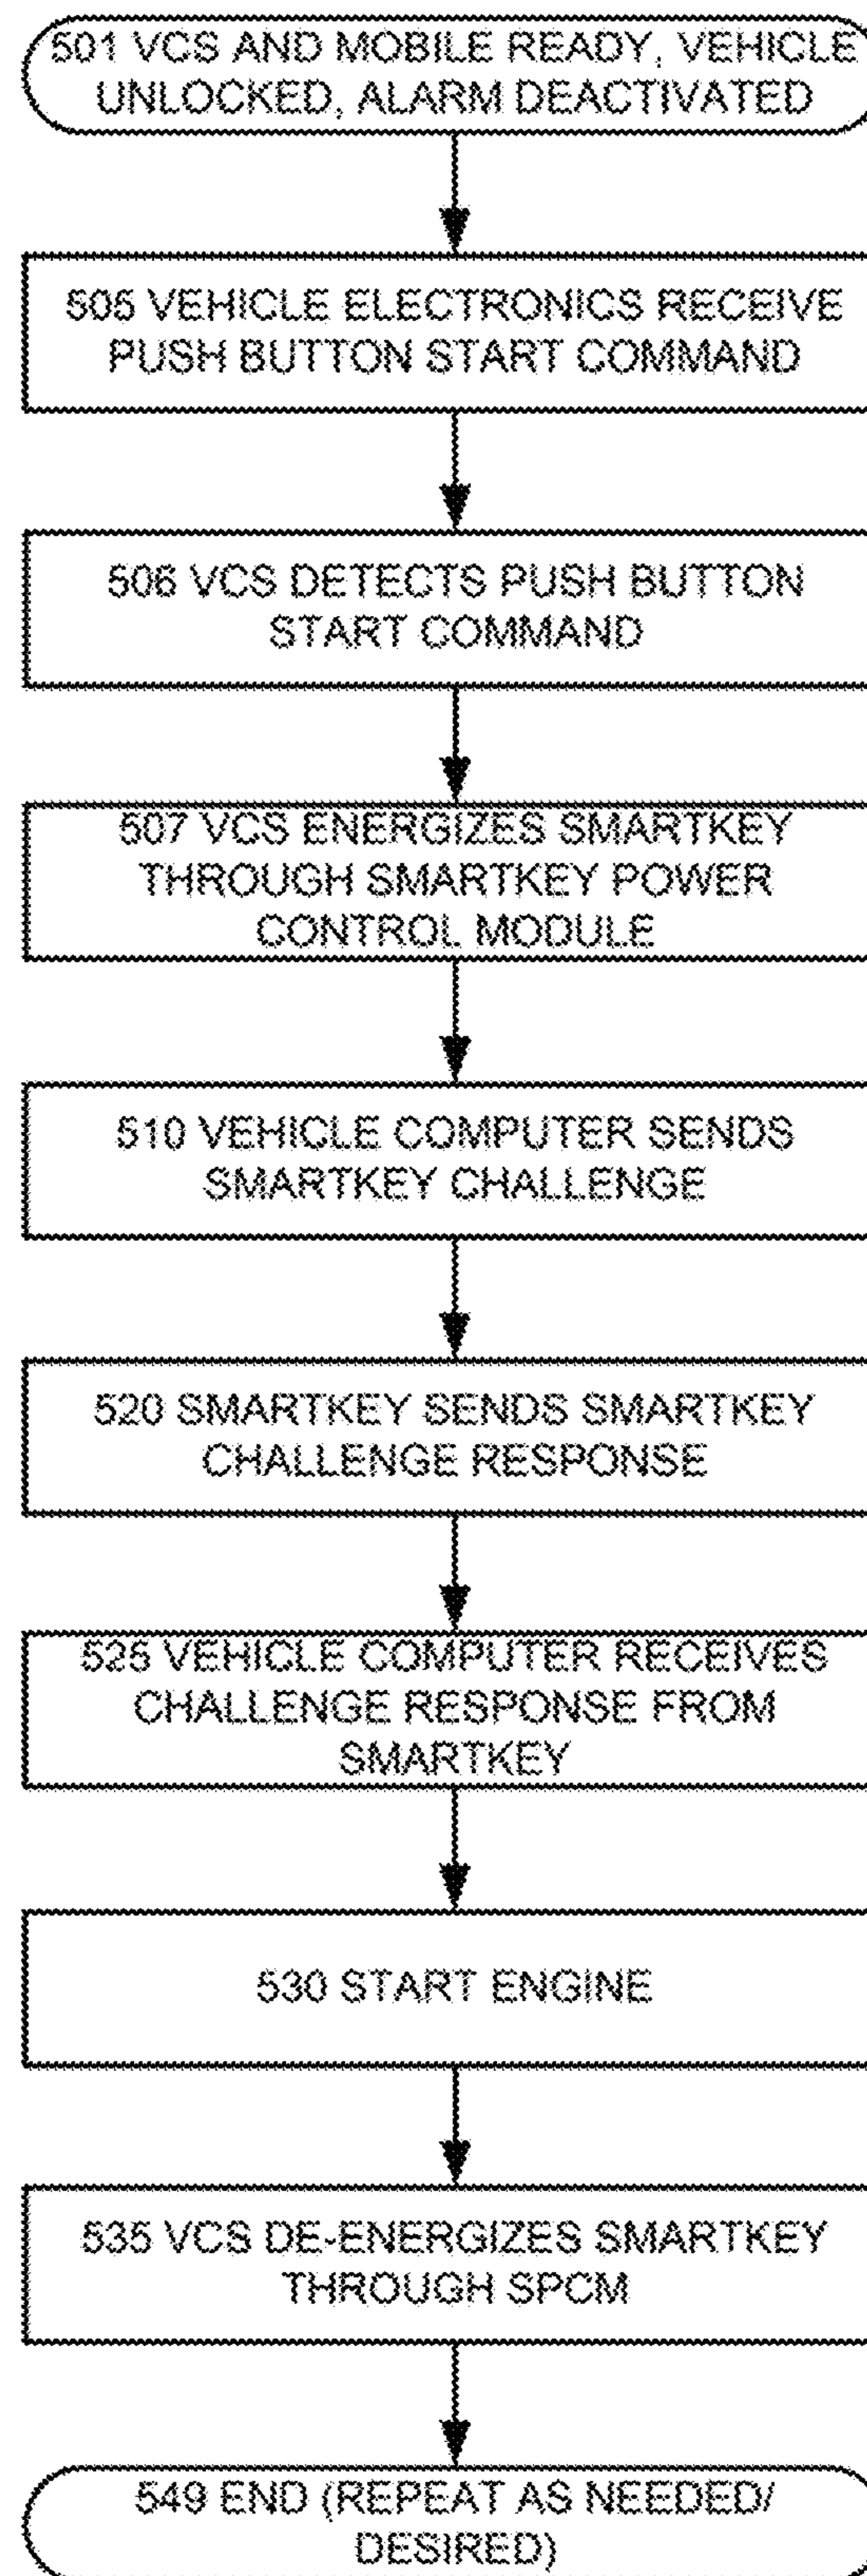 501 VCS AND MOBILE READY, VEHICLE
UNLOCKED, ALARM DEACTIVATED
505 VEHICLE ELECTRONICS RECEIVE
PUSH BUTTON START COMMAND
506 VCS DETECTS PUSH BUTTON
START COMMAND
507 VCS ENERGIZES SMARTKEY
THROUGH SMARTKEY POWER
CONTROL MODULE
510 VEHICLE COMPUTER SENDS
SMARTKEY CHALLENGE
520 SMARTKEY SENDS SMARTKEY
CHALLENGE RESPONSE
525 VEHICLE COMPUTER RECEIVES
CHALLENGE RESPONSE FROM
SMARTKEY
530 START ENGINE
535 VCS DE-ENERGIZES SMARTKEY
THROUGH SPCM
549 END (REPEAT AS NEEDED/
DESIRED)